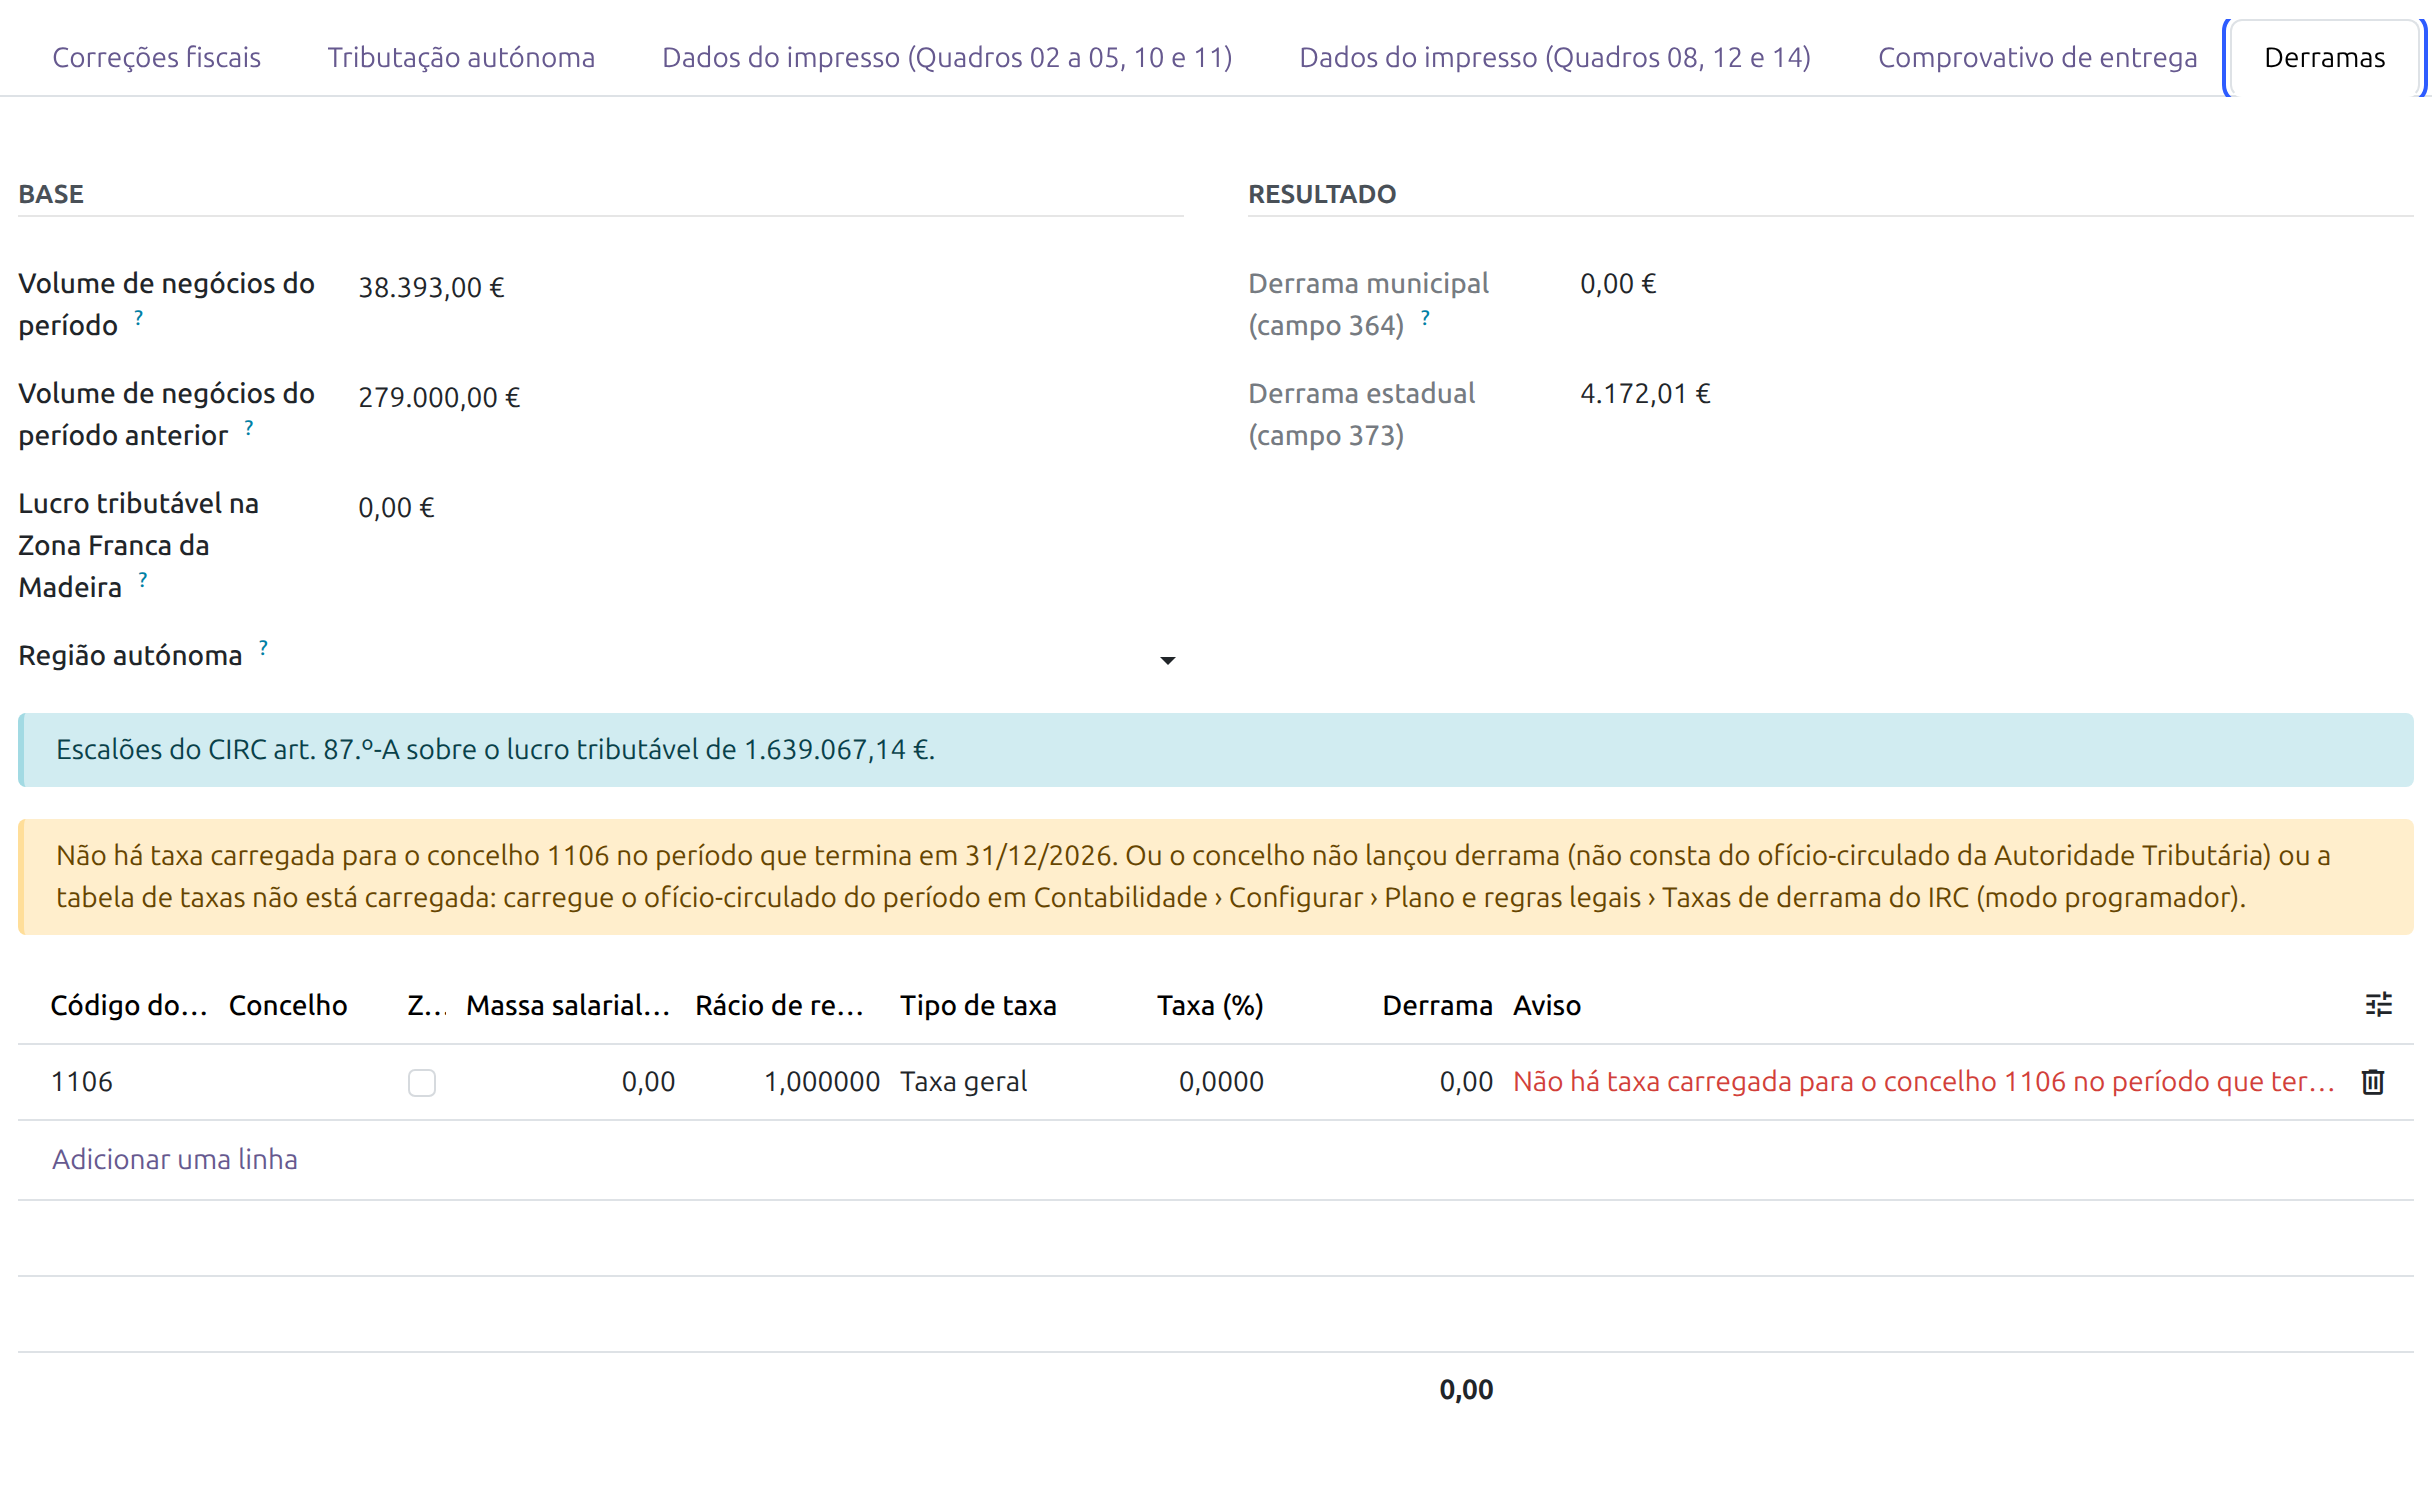 Correções fiscais
Tributação autónoma
Dados do impresso (Quadros 02 a 05, 10 e 11)
Dados do impresso (Quadros 08, 12 e 14)
Comprovativo de entrega
Derramas
BASE
Volume de negócios do
período ?
38.393,00 €
Volume de negócios do
período anterior ?
279.000,00 €
Lucro tributável na
Zona Franca da
Madeira ?
0,00 €
Região autónoma ?
RESULTADO
Derrama municipal
(campo 364) ?
0,00 €
Derrama estadual
(campo 373)
4.172,01 €
Escalões do CIRC art. 87.º-A sobre o lucro tributável de 1.639.067,14 €.
Não há taxa carregada para o concelho 1106 no período que termina em 31/12/2026. Ou o concelho não lançou derrama (não consta do ofício-circulado da Autoridade Tributária) ou a
tabela de taxas não está carregada: carregue o ofício-circulado do período em Contabilidade › Configurar › Plano e regras legais › Taxas de derrama do IRC (modo programador).
Código do... Concelho Z... Massa salarial... Rácio de re... Tipo de taxa Taxa (%) Derrama Aviso
1106 0,00 1,000000 Taxa geral 0,0000 0,00 Não há taxa carregada para o concelho 1106 no período que ter...
Adicionar uma linha
0,00